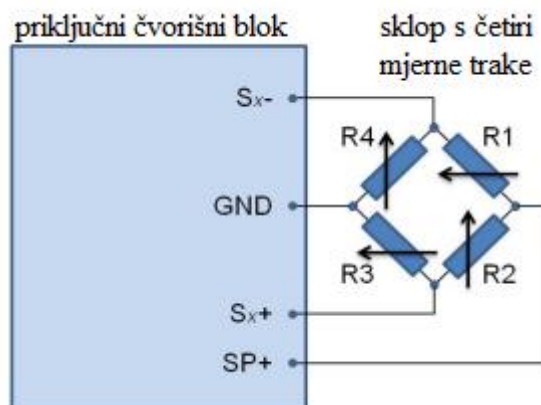 priključni čvorišni blok
sklop s četiri
mjerne trake
Sx-
R4
R1
GND
R3
R2
Sx+
SP+